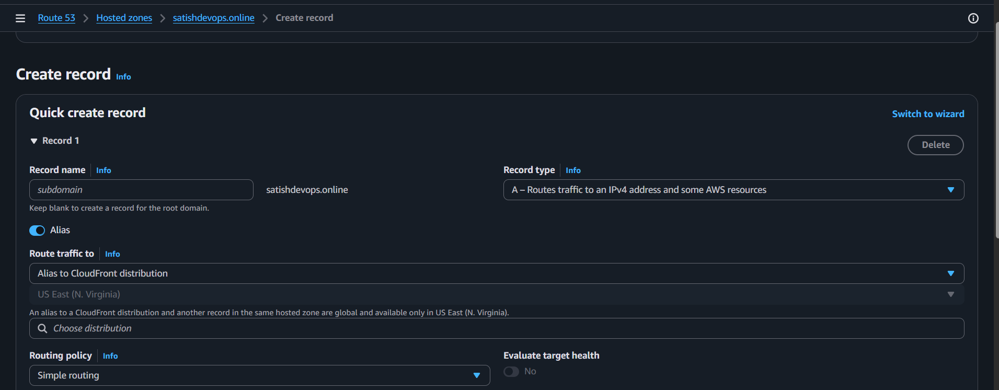 Route 53 > Hosted zones > satishdevops.online > Create record
Create record Info
Quick create record
Switch to wizard
Record 1
Delete
Record name Info
Record type Info
subdomain
satishdevops.online
A – Routes traffic to an IPv4 address and some AWS resources
Keep blank to create a record for the root domain.
Alias
Route traffic to Info
Alias to CloudFront distribution
US East (N. Virginia)
An alias to a CloudFront distribution and another record in the same hosted zone are global and available only in US East (N. Virginia).
Choose distribution
Routing policy Info
Evaluate target health
Simple routing
No